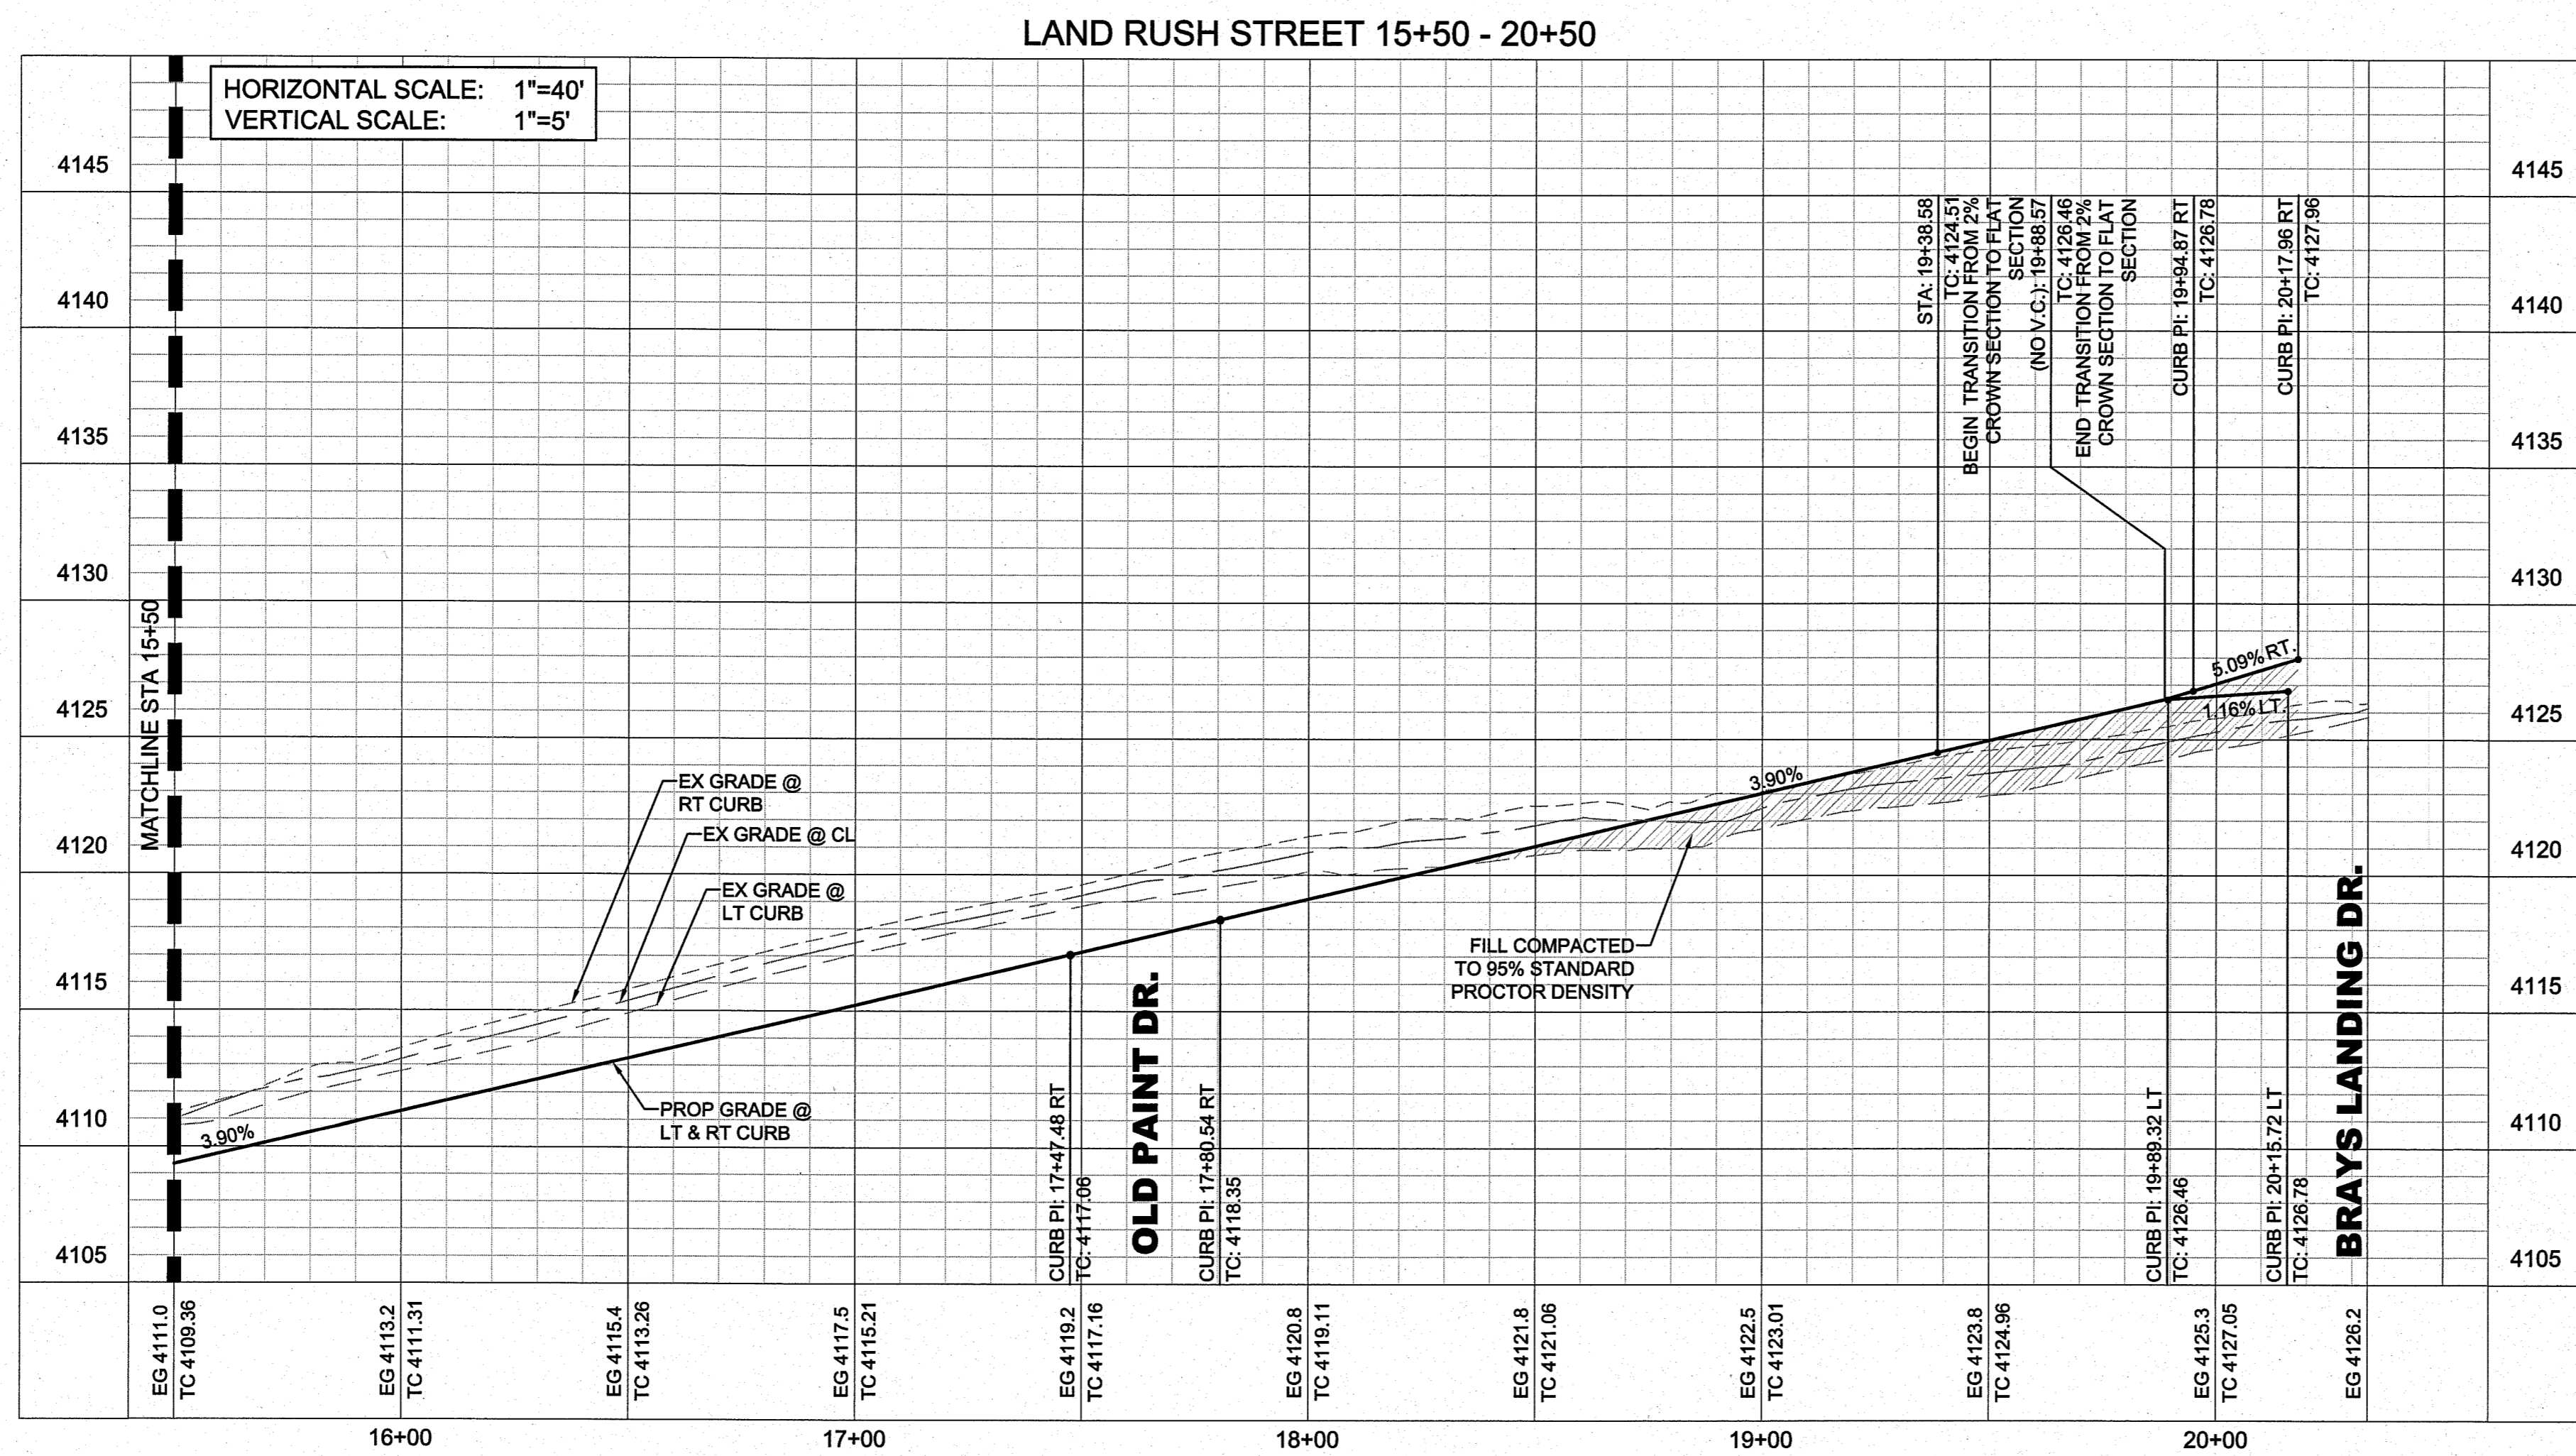 LAND RUSH STREET 15+50 - 20+50
HORIZONTAL SCALE: 1"=40'
VERTICAL SCALE: 1"=5'
4145
4140
4135
4130
4125
4120
4115
4110
4105
4145
4140
4135
4130
4125
4120
4115
4110
4105
MATCHLINE STA 15+50
STA: 19+38.58
TC: 4124.51
BEGIN TRANSITION FROM 2%
CROWN SECTION TO FLAT
SECTION
(NO V.C.): 19+88.57
TC: 4126.46
END TRANSITION FROM 2%
CROWN SECTION TO FLAT
SECTION
CURB PI: 19+94.87 RT
TC: 4126.78
CURB PI: 20+17.96 RT
TC: 4127.96
5.09% RT.
1.16% LT.
3.90%
EX GRADE @
RT CURB
EX GRADE @ CL
EX GRADE @
LT CURB
FILL COMPACTED
TO 95% STANDARD
PROCTOR DENSITY
3.90%
PROP GRADE @
LT & RT CURB
CURB PI: 17+47.48 RT
TC: 4117.06
OLD PAINT DR.
CURB PI: 17+80.54 RT
TC: 4118.35
CURB PI: 19+89.32 LT
TC: 4126.46
CURB PI: 20+15.72 LT
TC: 4126.78
BRAYS LANDING DR.
EG 4111.0
TC 4109.36
EG 4113.2
TC 4111.31
EG 4115.4
TC 4113.26
EG 4117.5
TC 4115.21
EG 4119.2
TC 4117.16
EG 4120.8
TC 4119.11
EG 4121.8
TC 4121.06
EG 4122.5
TC 4123.01
EG 4123.8
TC 4124.96
EG 4125.3
TC 4127.05
EG 4126.2
16+00
17+00
18+00
19+00
20+00